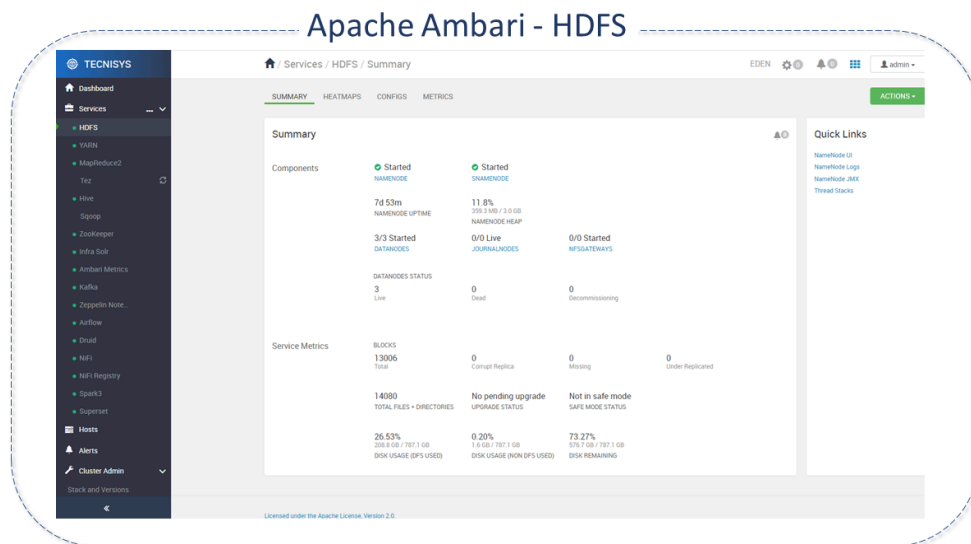 Apache Ambari - HDFS
TECNISYS
/ Services / HDFS / Summary
EDEN
0
0
admin
Dashboard
Services
...
HDFS
YARN
MapReduce2
Tez
Hive
Sqoop
ZooKeeper
Infra Solr
Ambari Metrics
Kafka
Zeppelin Note..
Airflow
Druid
NiFi
NiFi Registry
Spark3
Superset
Hosts
Alerts
Cluster Admin
Stack and Versions
«
SUMMARY HEATMAPS CONFIGS METRICS
ACTIONS
Summary
0
Components
Started
NAMENODE
Started
SNAMENODE
7d 53m
NAMENODE UPTIME
11.8%
359.3 MB / 3.0 GB
NAMENODE HEAP
3/3 Started
DATANODES
0/0 Live
JOURNALNODES
0/0 Started
NFSGATEWAYS
DATANODES STATUS
3
Live
0
Dead
0
Decommissioning
Service Metrics
BLOCKS
13006
Total
0
Corrupt Replica
0
Missing
0
Under Replicated
14080
TOTAL FILES + DIRECTORIES
No pending upgrade
UPGRADE STATUS
Not in safe mode
SAFE MODE STATUS
26.53%
208.8 GB / 787.1 GB
DISK USAGE (DFS USED)
0.20%
1.6 GB / 787.1 GB
DISK USAGE (NON DFS USED)
73.27%
576.7 GB / 787.1 GB
DISK REMAINING
Quick Links
NameNode UI
NameNode Logs
NameNode JMX
Thread Stacks
Licensed under the Apache License, Version 2.0.